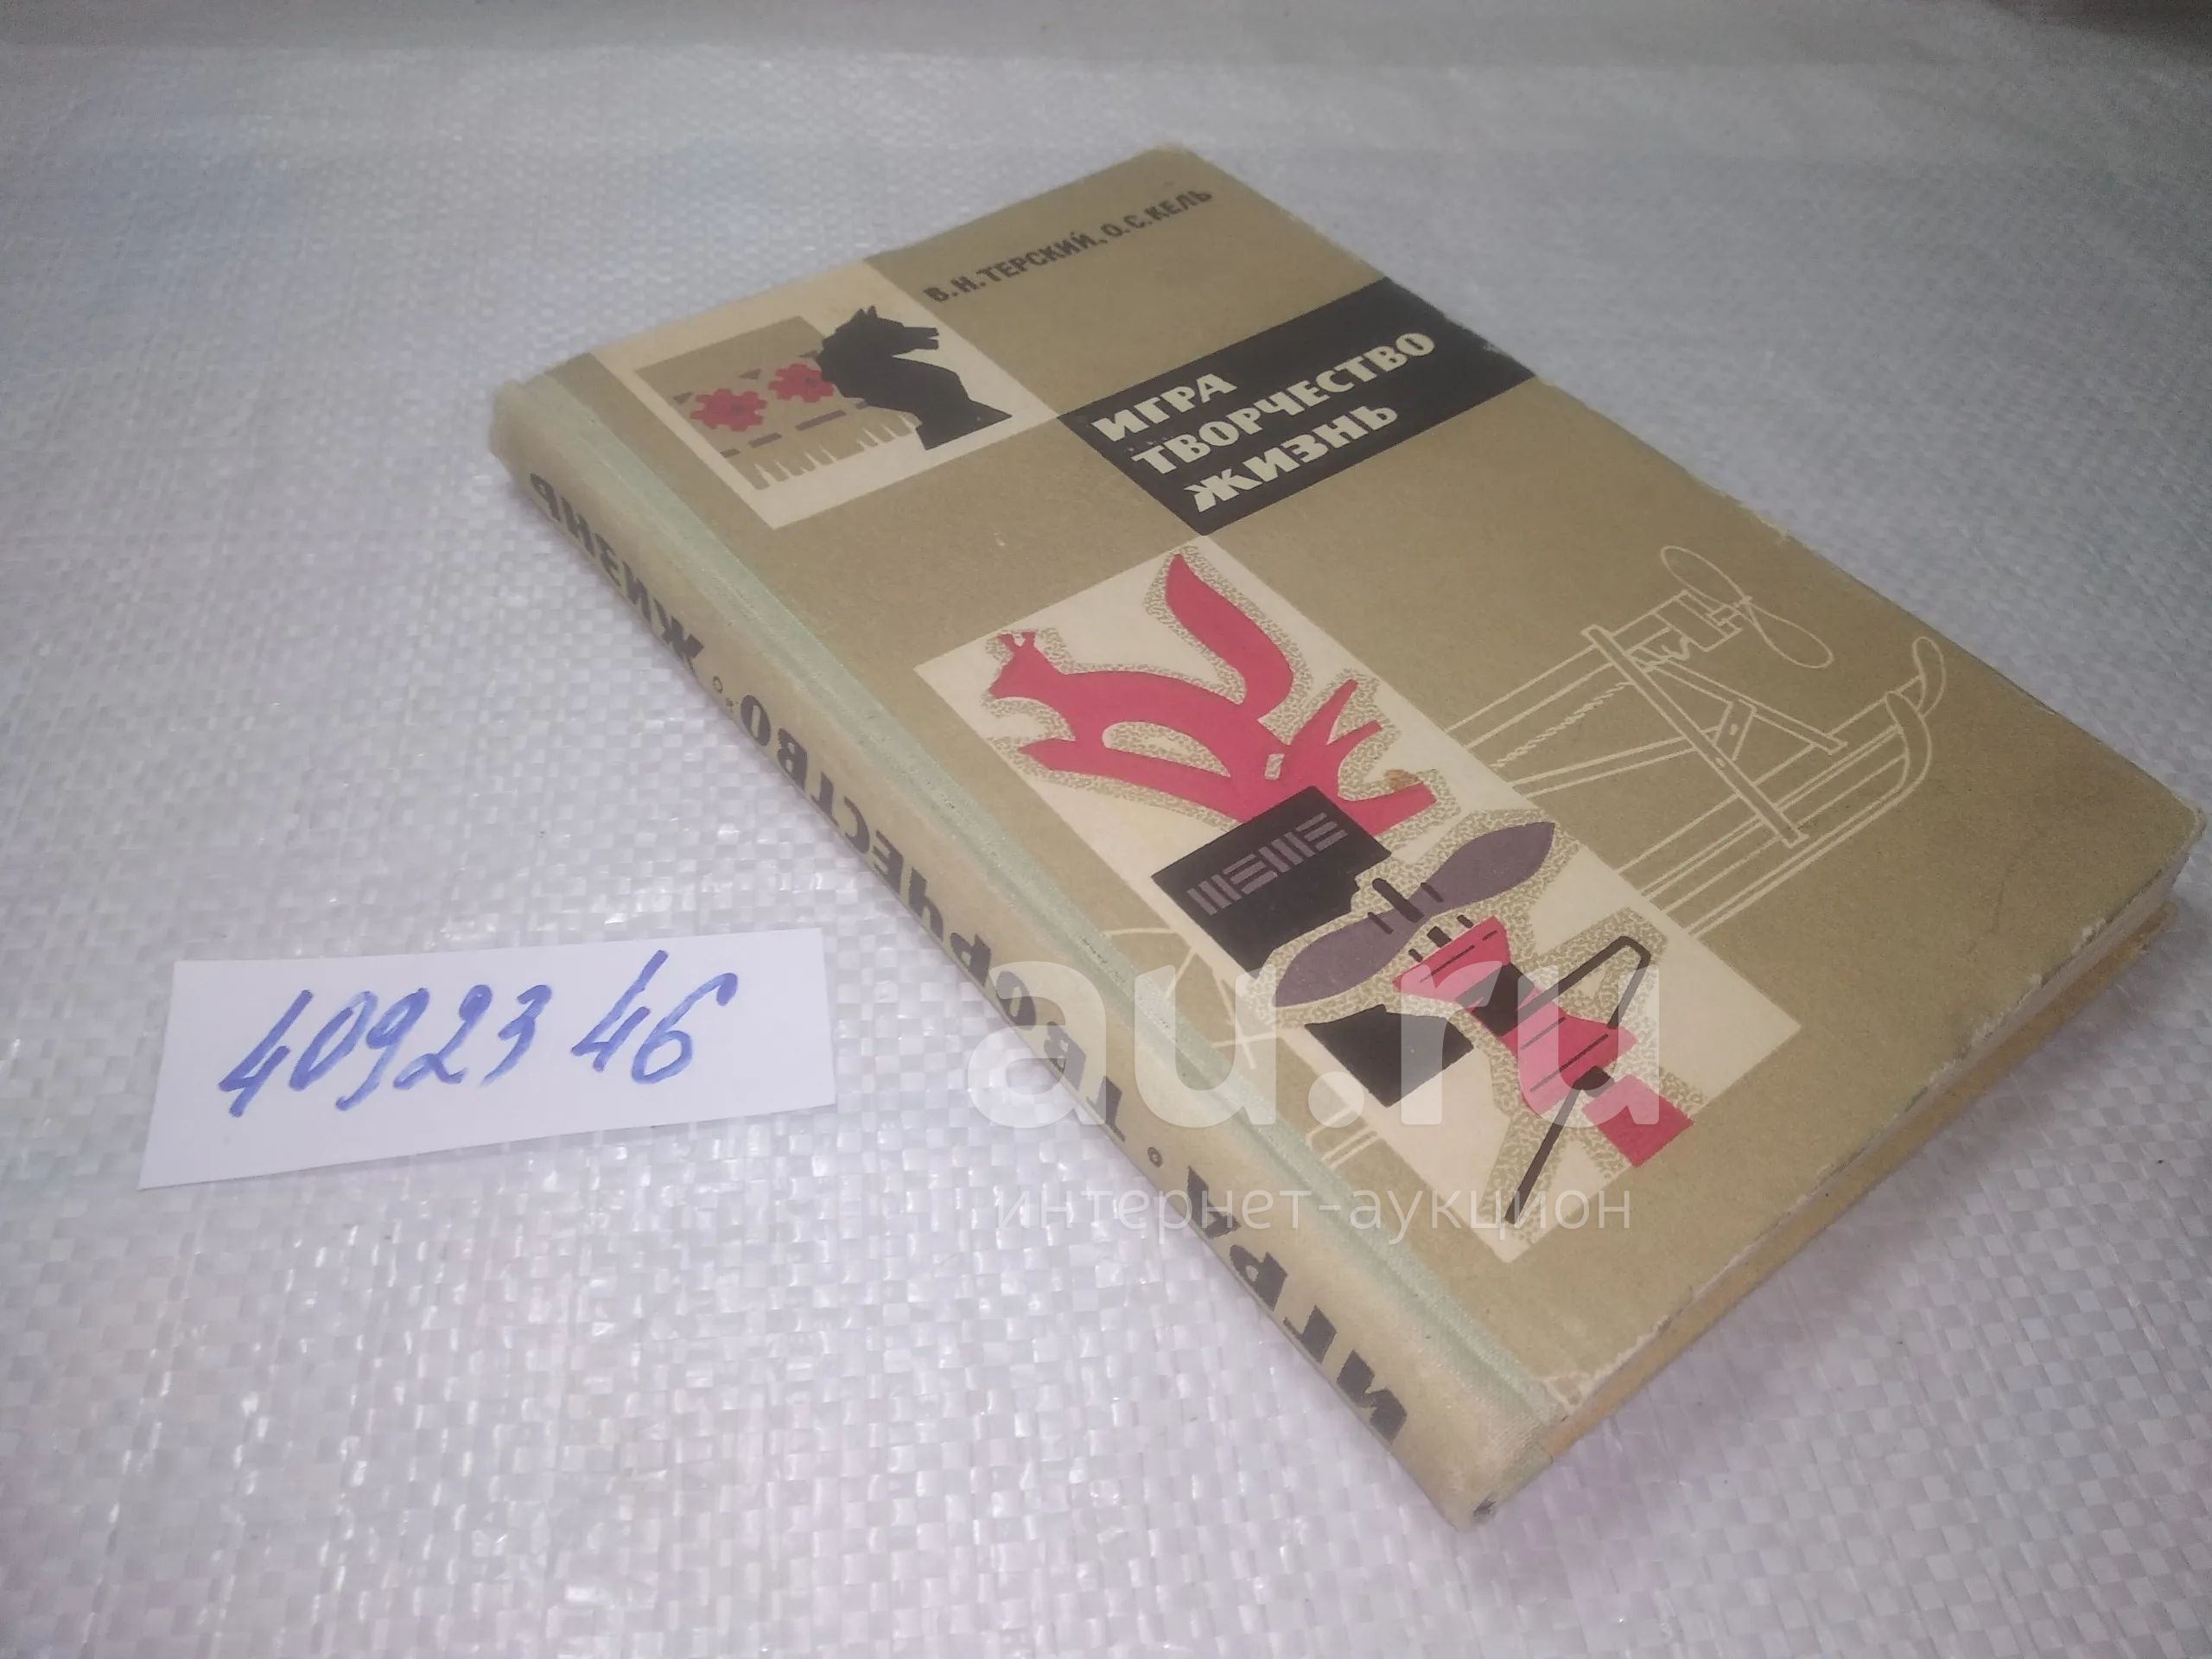 В. Н. ТЕРСКИЙ, О. С. КЕЛЬ
ИГРА
ТВОРЧЕСТВО
ЖИЗНЬ
ИГРА • ТВОРЧЕСТВО • ЖИЗНЬ
4092346
au.ru
интернет-аукцион